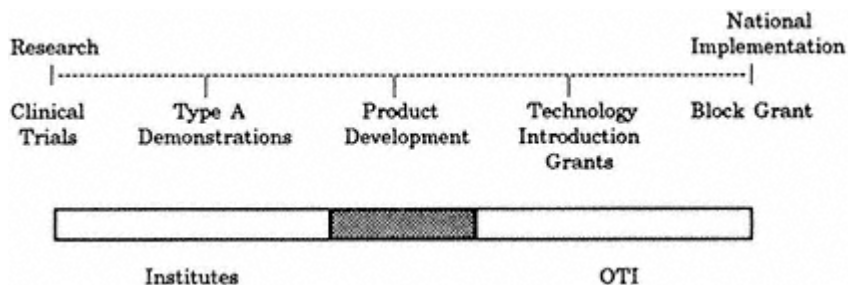 Research
National
Implementation
Clinical
Trials
Type A
Demonstrations
Product
Development
Technology
Introduction
Grants
Block Grant
Institutes
OTI